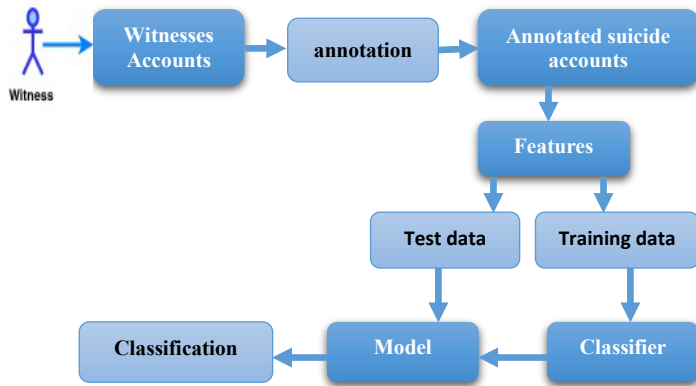 Witness
Witnesses
Accounts
annotation
Annotated suicide
accounts
Features
Test data
Training data
Classification
Model
Classifier